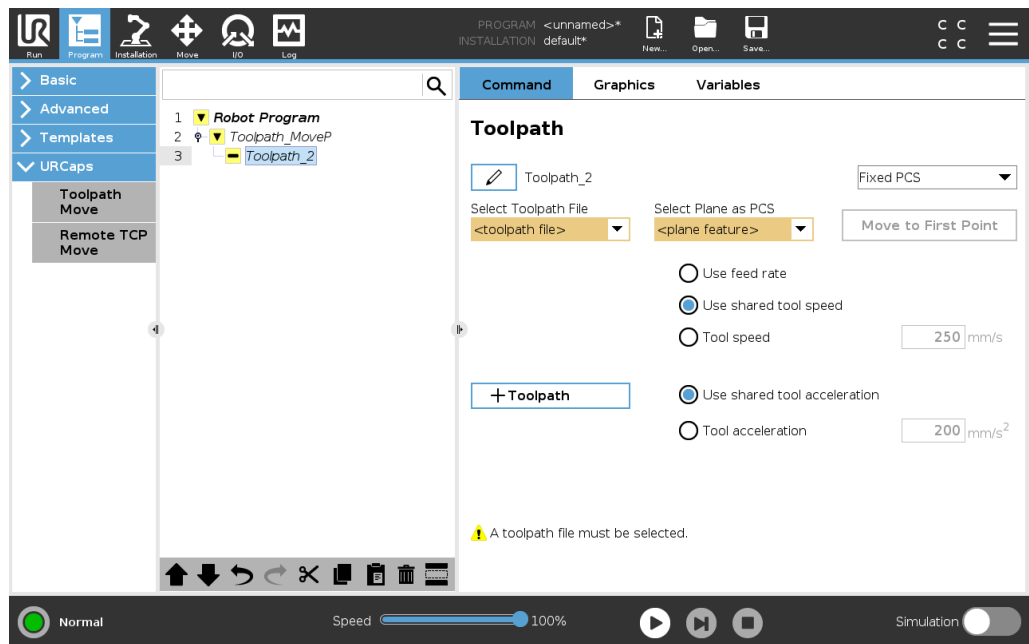 UR
PROGRAM <unnamed>*
INSTALLATION default*
Run Program Installation Move I/O Log
New... Open... Save...
C C
C C
Basic
Advanced
Templates
URCaps
Toolpath
Move
Remote TCP
Move
1 Robot Program
2 Toolpath_MoveP
3 Toolpath_2
Command Graphics Variables
Toolpath
Toolpath_2
Fixed PCS
Select Toolpath File
Select Plane as PCS
<toolpath file>
<plane feature>
Move to First Point
Use feed rate
Use shared tool speed
Tool speed
250 mm/s
+Toolpath
Use shared tool acceleration
Tool acceleration
200 mm/s²
A toolpath file must be selected.
Normal
Speed
100%
Simulation